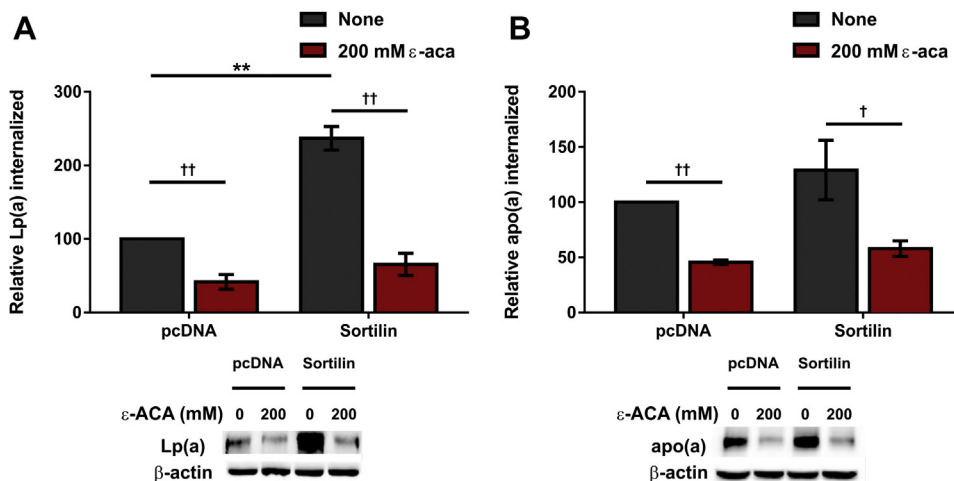 A
None
200 mM ε-aca
**
††
††
Relative Lp(a) internalized
300
200
100
0
pcDNA
Sortilin
pcDNA Sortilin
ε-ACA (mM) 0 200 0 200
Lp(a)
β-actin
B
None
200 mM ε-aca
†
††
Relative apo(a) internalized
200
150
100
50
0
pcDNA
Sortilin
pcDNA Sortilin
ε-ACA (mM) 0 200 0 200
apo(a)
β-actin